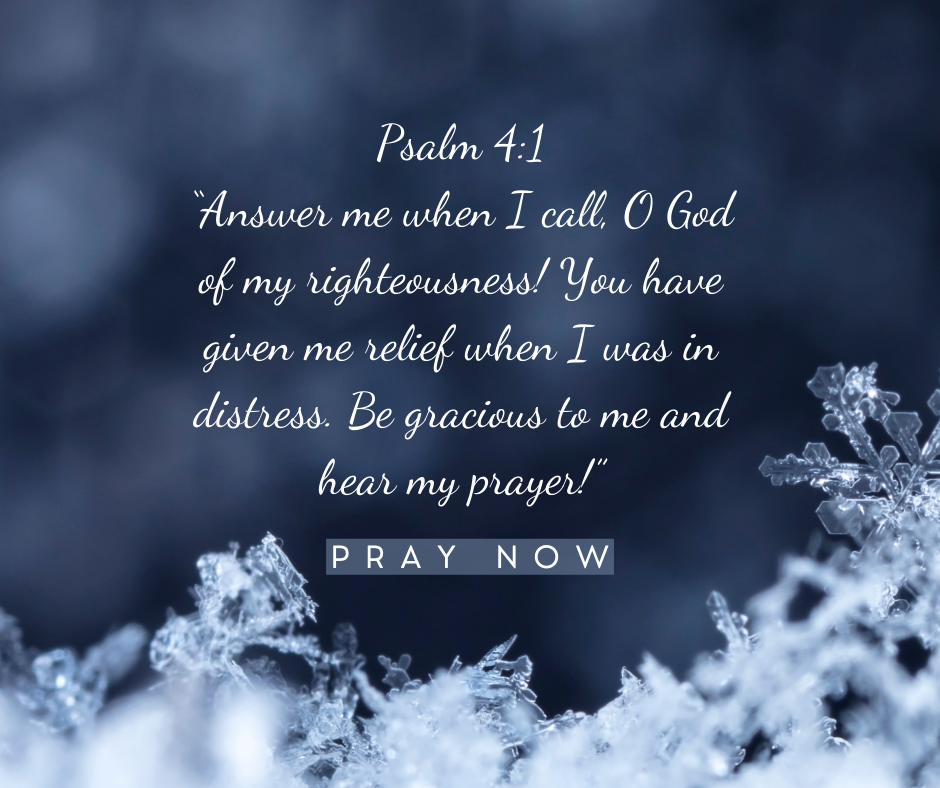 Psalm 4:1
“Answer me when I call, O God
of my righteousness! You have
given me relief when I was in
distress. Be gracious to me and
hear my prayer!”
PRAY NOW